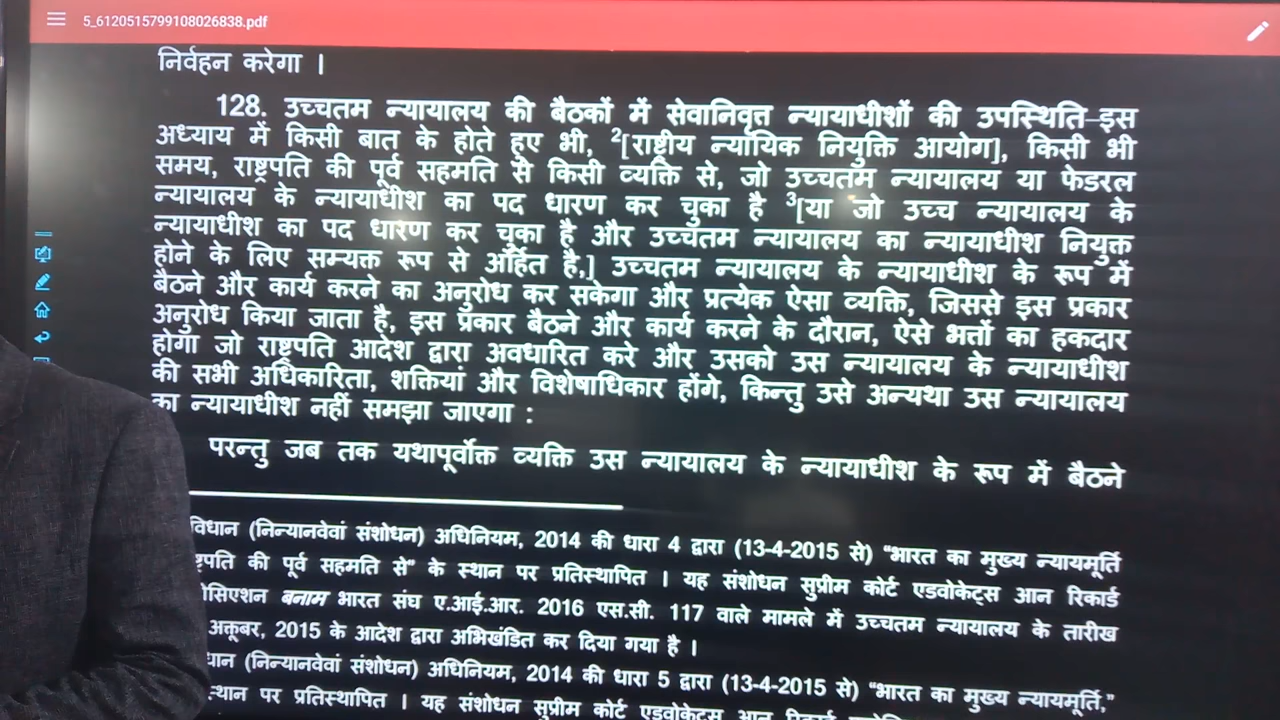 5_6120515799108026838.pdf
निर्वहन करेगा ।
128. उच्चतम न्यायालय की बैठकों में सेवानिवृत्त न्यायाधीशों की उपस्थिति–इस
अध्याय में किसी बात के होते हुए भी, 2[राष्ट्रीय न्यायिक नियुक्ति आयोग], किसी भी
समय, राष्ट्रपति की पूर्व सहमति से किसी व्यक्ति से, जो उच्चतम न्यायालय या फेडरल
न्यायालय के न्यायाधीश का पद धारण कर चुका है 3[या जो उच्च न्यायालय के
न्यायाधीश का पद धारण कर चुका है और उच्चतम न्यायालय का न्यायाधीश नियुक्त
होने के लिए सम्यक्त रूप से अर्हित है,] उच्चतम न्यायालय के न्यायाधीश के रूप में
बैठने और कार्य करने का अनुरोध कर सकेगा और प्रत्येक ऐसा व्यक्ति, जिससे इस प्रकार
अनुरोध किया जाता है, इस प्रकार बैठने और कार्य करने के दौरान, ऐसे भत्तों का हकदार
होगा जो राष्ट्रपति आदेश द्वारा अवधारित करे और उसको उस न्यायालय के न्यायाधीश
की सभी अधिकारिता, शक्तियां और विशेषाधिकार होंगे, किन्तु उसे अन्यथा उस न्यायालय
का न्यायाधीश नहीं समझा जाएगा :
परन्तु जब तक यथापूर्वोक्त व्यक्ति उस न्यायालय के न्यायाधीश के रूप में बैठने
(निन्यानवेवां संशोधन) अधिनियम, 2014 की धारा 4 द्वारा (13-4-2015 से) “भारत का मुख्य न्यायमूर्ति
की पूर्व सहमति से” के स्थान पर प्रतिस्थापित । यह संशोधन सुप्रीम कोर्ट एडवोकेट्स आन रिकार्ड
बनाम भारत संघ ए.आई.आर. 2016 एस.सी. 117 वाले मामले में उच्चतम न्यायालय के तारीख
अक्तूबर, 2015 के आदेश द्वारा अभिखंडित कर दिया गया है ।
(निन्यानवेवां संशोधन) अधिनियम, 2014 की धारा 5 द्वारा (13-4-2015 से) “भारत का मुख्य न्यायमूर्ति,”
पर प्रतिस्थापित । यह संशोधन सुप्रीम कोर्ट एडवोकेट्स आन